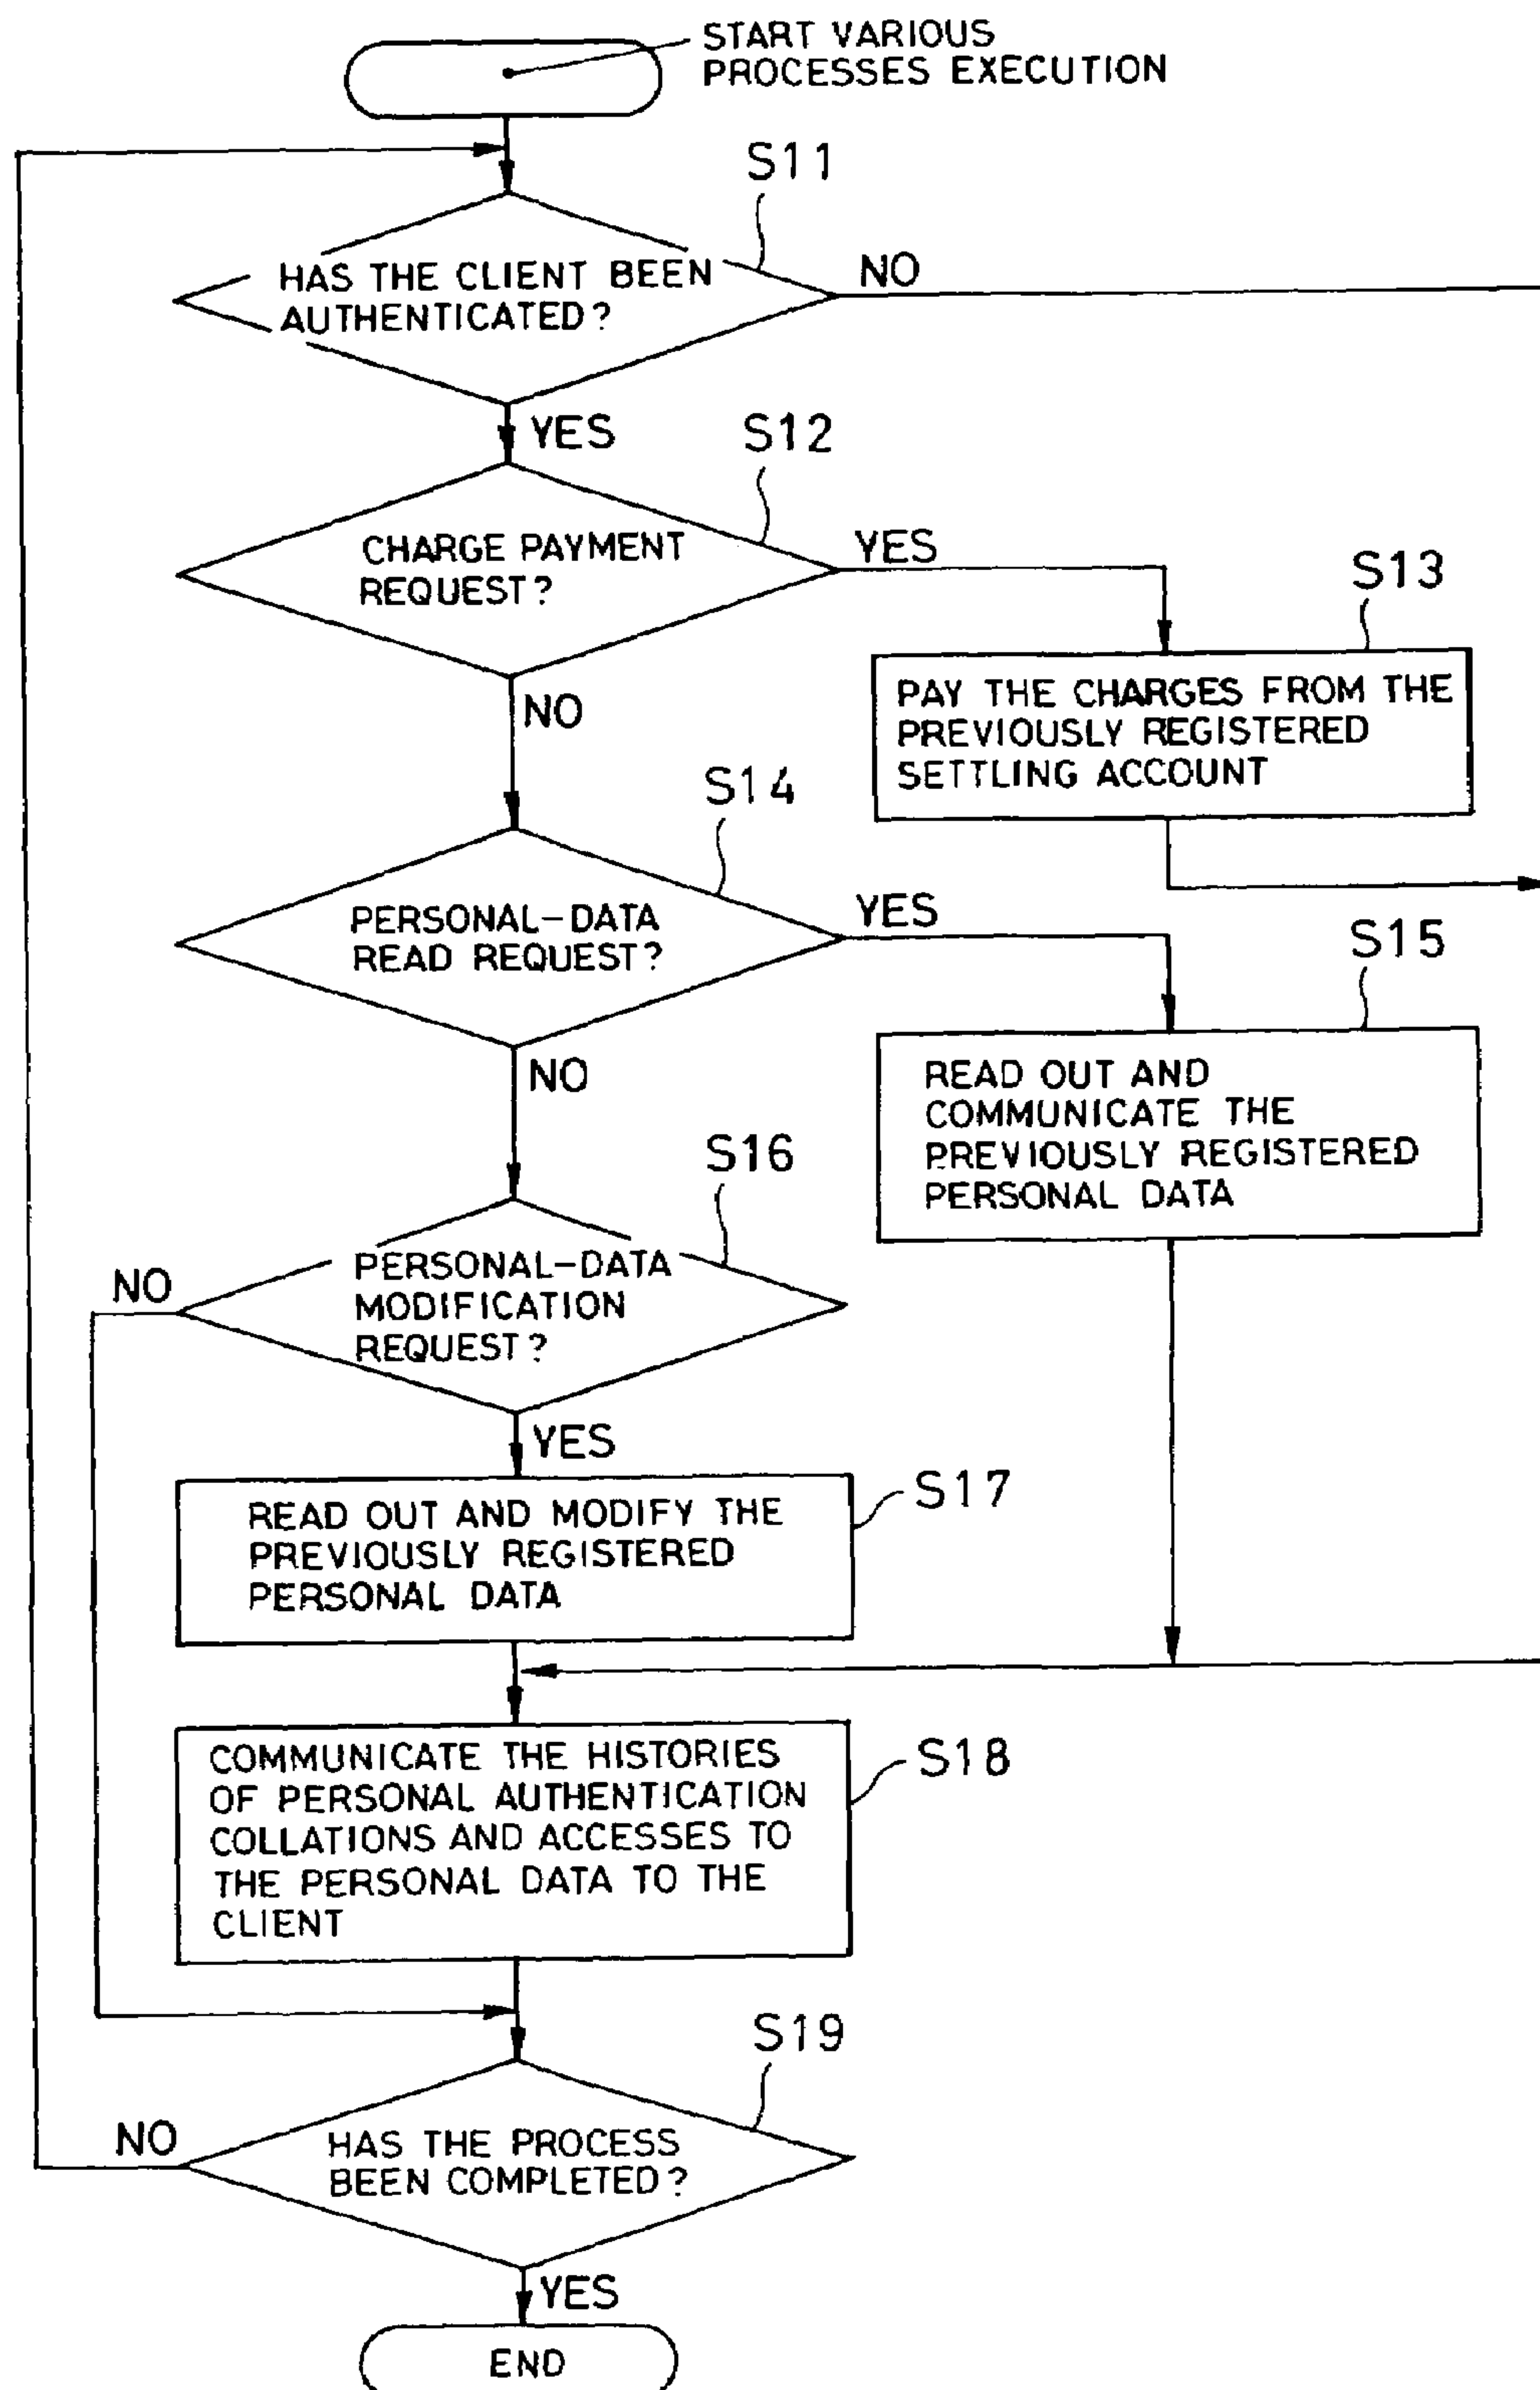 START VARIOUS
PROCESSES EXECUTION
S11
HAS THE CLIENT BEEN
AUTHENTICATED?
NO
YES
S12
CHARGE PAYMENT
REQUEST?
YES
S13
PAY THE CHARGES FROM THE
PREVIOUSLY REGISTERED
SETTLING ACCOUNT
NO
S14
PERSONAL-DATA
READ REQUEST?
YES
S15
READ OUT AND
COMMUNICATE THE
PREVIOUSLY REGISTERED
PERSONAL DATA
NO
S16
PERSONAL-DATA
MODIFICATION
REQUEST?
NO
YES
S17
READ OUT AND MODIFY THE
PREVIOUSLY REGISTERED
PERSONAL DATA
S18
COMMUNICATE THE HISTORIES
OF PERSONAL AUTHENTICATION
COLLATIONS AND ACCESSES TO
THE PERSONAL DATA TO THE
CLIENT
S19
HAS THE PROCESS
BEEN COMPLETED?
NO
YES
END